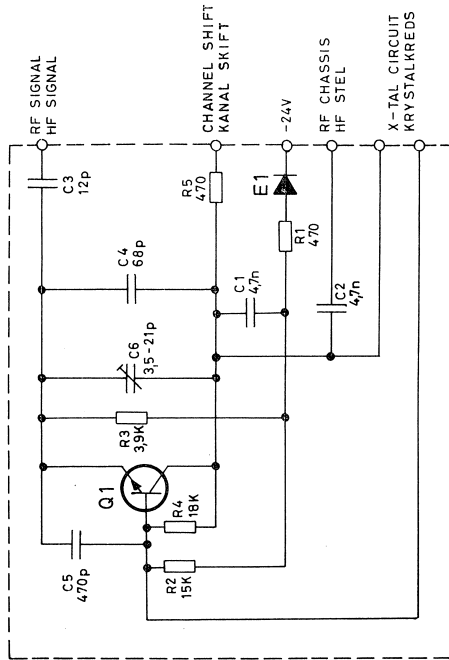 RF SIGNAL
HF SIGNAL
CHANNEL SHIFT
KANAL SKIFT
-24V
RF CHASSIS
HF STEL
X-TAL CIRCUIT
KRYSTALKREDS
C3
12p
R5
470
E1
R1
470
C4
68p
C1
4,7n
C2
4,7n
C6
3,5-21p
R3
3,9K
Q1
R4
18K
C5
470p
R2
15K